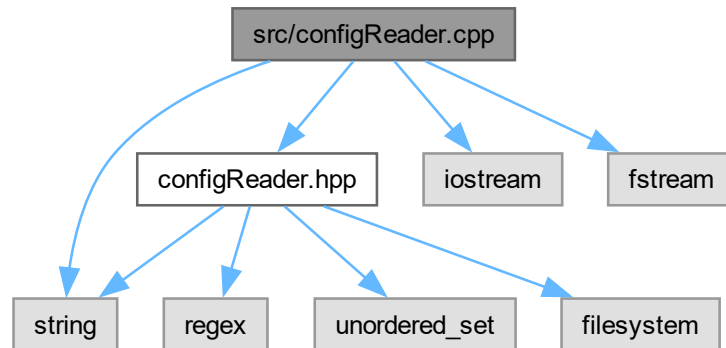 src/configReader.cpp
configReader.hpp
iostream
fstream
string
regex
unordered_set
filesystem